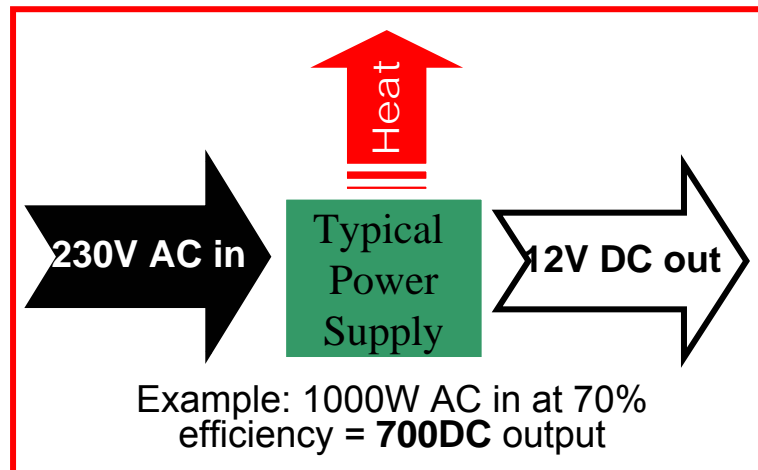 Heat
230V AC in
Typical
Power
Supply
12V DC out
Example: 1000W AC in at 70%
efficiency = 700DC output